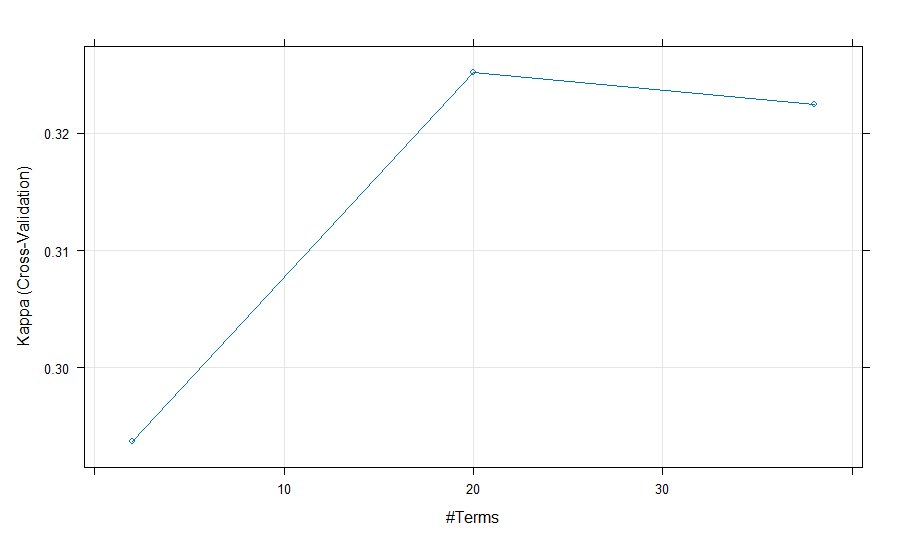 Kappa (Cross-Validation)
0.32
0.31
0.30
10 20 30
#Terms